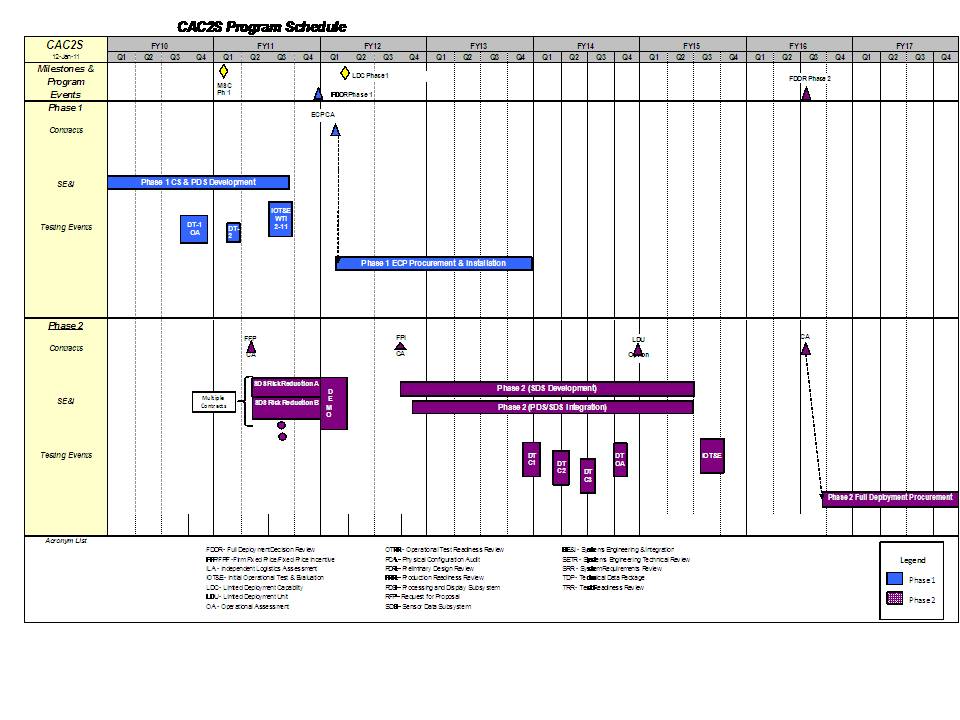 CAC2S Program Schedule
CAC2S
12-Jan-11
FY10 FY11 FY12 FY13 FY14 FY15 FY16 FY17
Q1 Q2 Q3 Q4 Q1 Q2 Q3 Q4 Q1 Q2 Q3 Q4 Q1 Q2 Q3 Q4 Q1 Q2 Q3 Q4 Q1 Q2 Q3 Q4 Q1 Q2 Q3 Q4 Q1 Q2 Q3 Q4
Milestones &
Program
Events
MSC
Ph 1
LDC Phase 1
FDDR Phase 1
FDDR Phase 2
Phase 1
Contracts
ECP CA
SE&I
Phase 1 CS & PDS Development
Testing Events
DT-1
OA
DT-
2
IOT&E
WTI
2-11
Phase 1 ECP Procurement & Installation
Phase 2
Contracts
CA
FPI
CA
LDU
Option
CA
SE&I
Multiple
Contracts
SDS Risk Reduction A
SDS Risk Reduction B
D
E
M
O
Phase 2 (SDS Development)
Phase 2 (PDS/SDS Integration)
Testing Events
DT
C1
DT
C2
DT
C3
DT
OA
IOT&E
Phase 2 Full Deployment Procurement
Acronym List
FDDR - Full Deployment Decision Review
Firm Fixed Price/Fixed Price Incentive
ILA - Independent Logistics Assessment
IOT&E - Initial Operational Test & Evaluation
LDC - Limited Deployment Capability
LDU - Limited Deployment Unit
OA - Operational Assessment
OTRR - Operational Test Readiness Review
PCA - Physical Configuration Audit
PDR - Preliminary Design Review
PRR - Production Readiness Review
PDS - Processing and Display Subsystem
RFP - Request for Proposal
SDS - Sensor Data Subsystem
SE&I - Systems Engineering & Integration
SETR - Systems Engineering Technical Review
SRR - System Requirements Review
TDP - Technical Data Package
TRR - Test Readiness Review
Legend
Phase 1
Phase 2